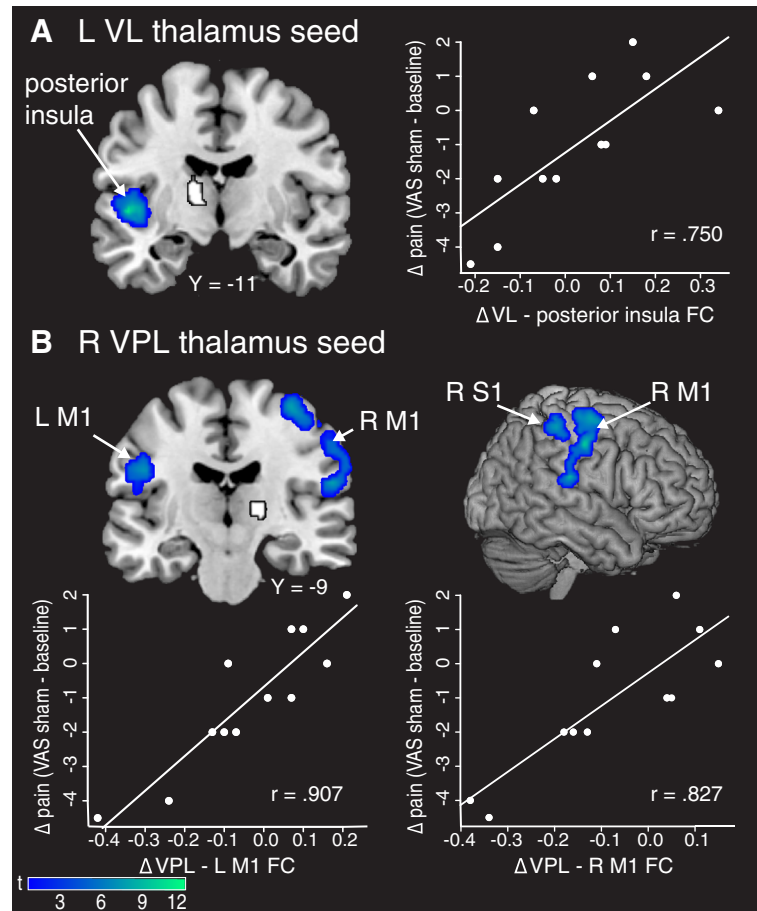 A L VL thalamus seed
posterior
insula
Y = -11
Δ pain (VAS sham - baseline)
2
1
0
-1
-2
-3
-4
r = .750
-0.2 -0.1 0.0 0.1 0.2 0.3
Δ VL - posterior insula FC
B R VPL thalamus seed
L M1
R M1
Y = -9
R S1
R M1
Δ pain (VAS sham - baseline)
2
1
0
-1
-2
-3
-4
r = .907
-0.4 -0.3 -0.2 -0.1 0.0 0.1 0.2
Δ VPL - L M1 FC
Δ pain (VAS sham - baseline)
2
1
0
-1
-2
-3
-4
r = .827
-0.4 -0.3 -0.2 -0.1 0.0 0.1
Δ VPL - R M1 FC
t
3 6 9 12